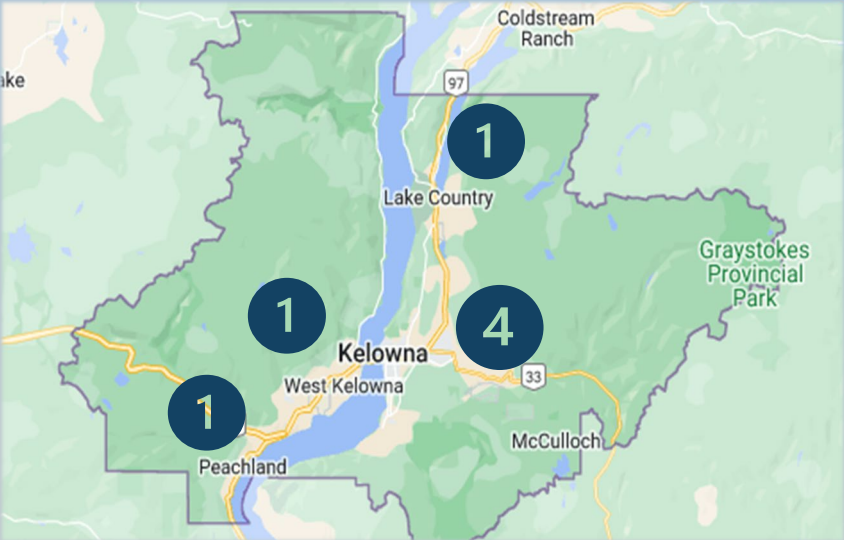 Coldstream
Ranch
ake
97
1
Lake Country
Graystokes
Provincial
Park
1
4
Kelowna
West Kelowna
33
1
McCulloch
Peachland